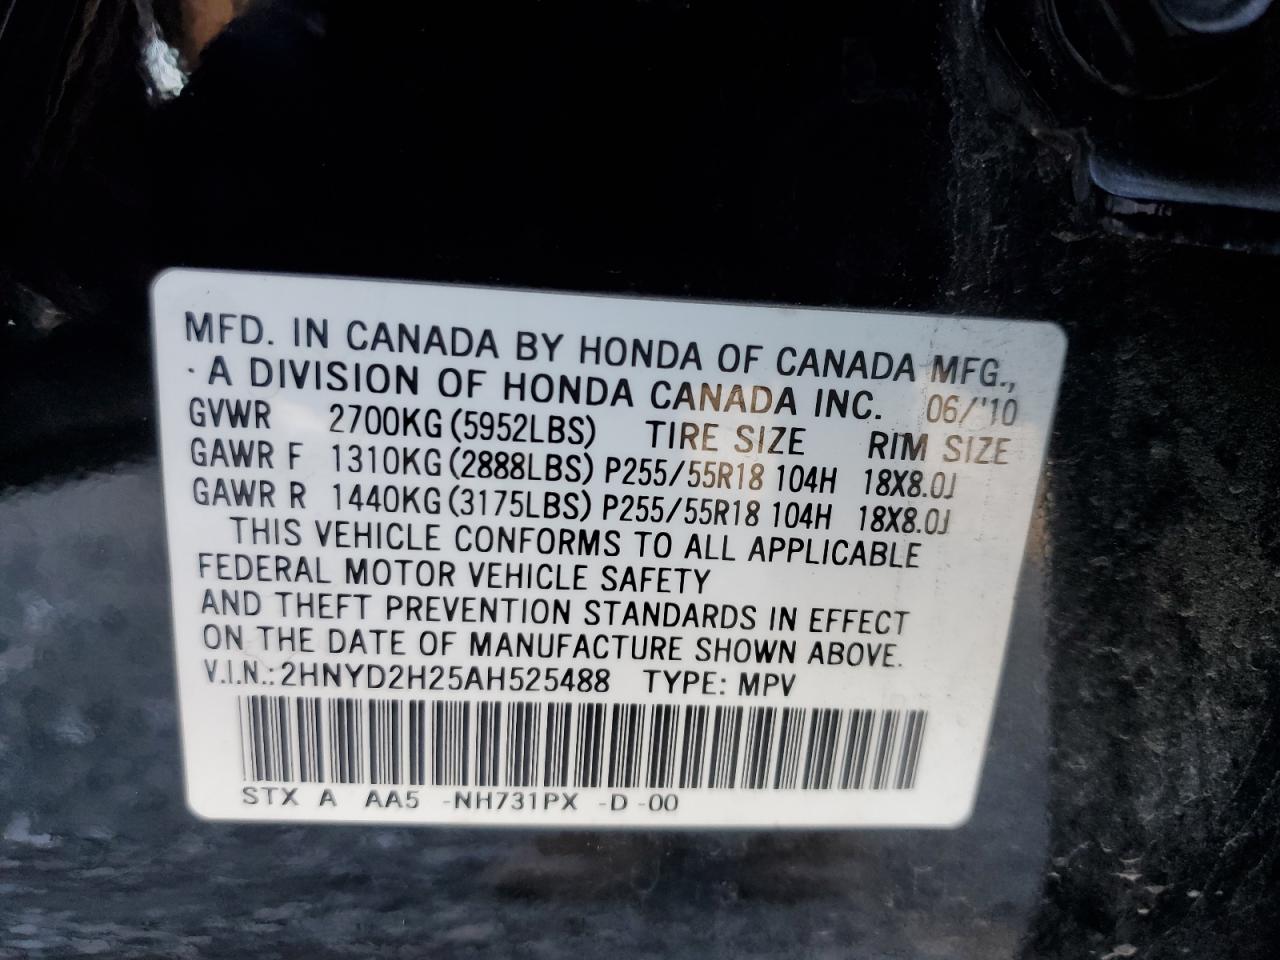 MFD. IN CANADA BY HONDA OF CANADA MFG.,
· A DIVISION OF HONDA CANADA INC. 06/'10
GVWR 2700KG (5952LBS) TIRE SIZE RIM SIZE
GAWR F 1310KG (2888LBS) P255/55R18 104H 18X8.0J
GAWR R 1440KG (3175LBS) P255/55R18 104H 18X8.0J
THIS VEHICLE CONFORMS TO ALL APPLICABLE
FEDERAL MOTOR VEHICLE SAFETY
AND THEFT PREVENTION STANDARDS IN EFFECT
ON THE DATE OF MANUFACTURE SHOWN ABOVE.
V.I.N.: 2HNYD2H25AH525488 TYPE: MPV
STX A AA5 -NH731PX -D -00